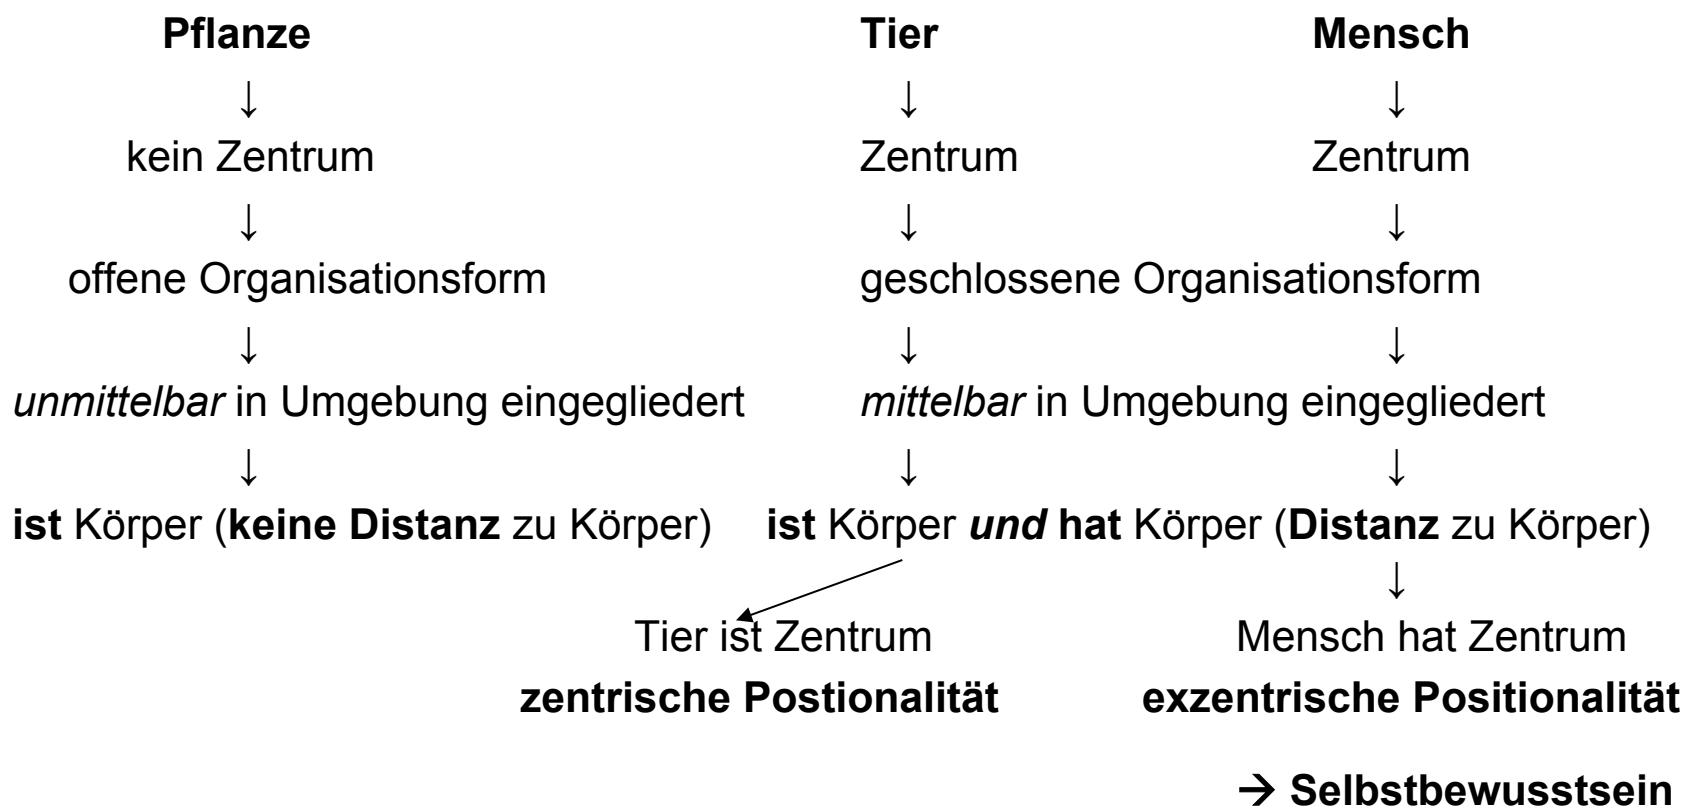 Pflanze Tier Mensch
↓ ↓ ↓
kein Zentrum Zentrum Zentrum
↓ ↓ ↓
offene Organisationsform geschlossene Organisationsform
↓ ↓ ↓
unmittelbar in Umgebung eingegliedert mittelbar in Umgebung eingegliedert
↓ ↓ ↓
ist Körper (keine Distanz zu Körper) ist Körper und hat Körper (Distanz zu Körper)
↓
Tier ist Zentrum Mensch hat Zentrum
zentrische Postionalität exzentrische Positionalität
→ Selbstbewusstsein